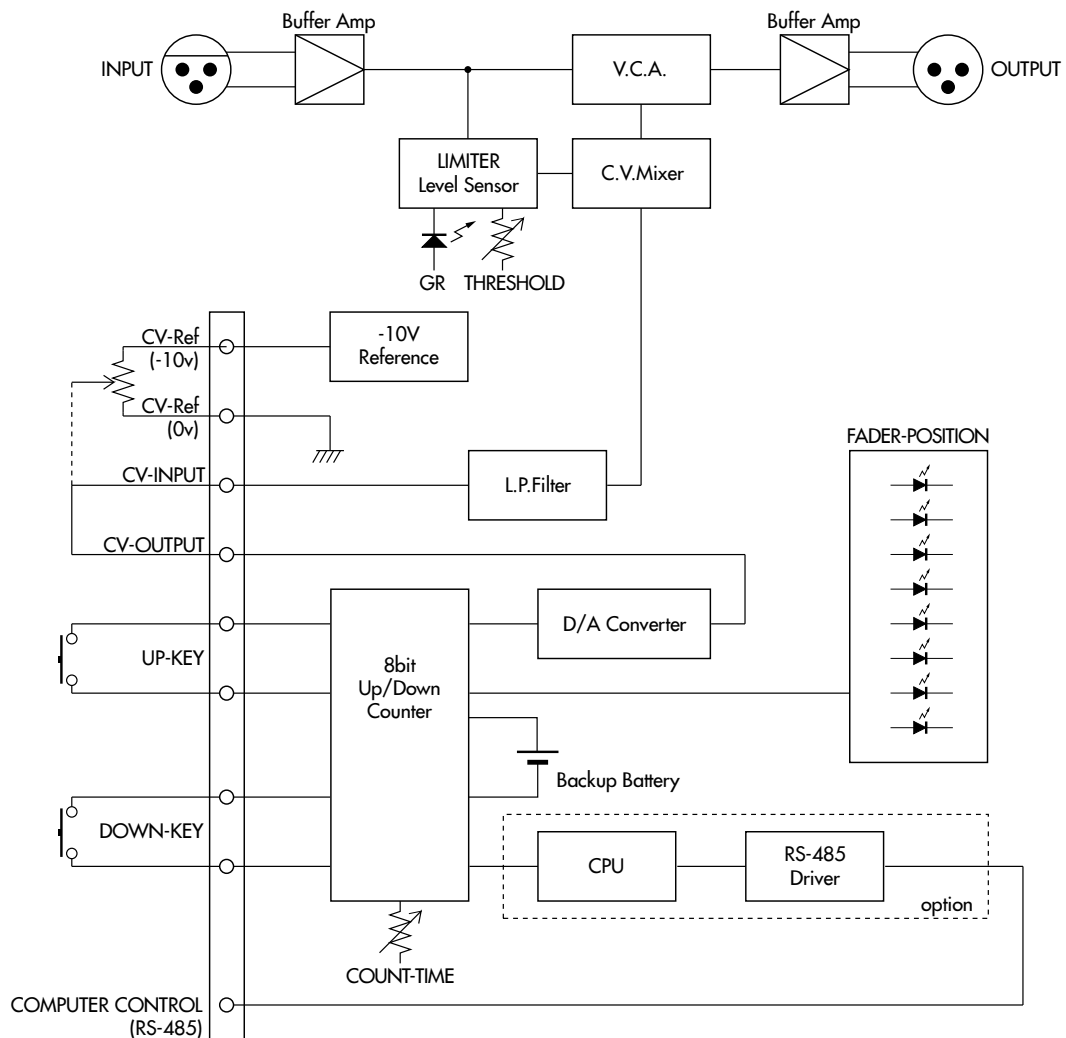 Buffer Amp
Buffer Amp
INPUT
V.C.A.
OUTPUT
LIMITER
Level Sensor
C.V.Mixer
GR
THRESHOLD
CV-Ref
(-10v)
-10V
Reference
CV-Ref
(0v)
FADER-POSITION
CV-INPUT
L.P.Filter
CV-OUTPUT
D/A Converter
UP-KEY
8bit
Up/Down
Counter
Backup Battery
DOWN-KEY
CPU
RS-485
Driver
option
COUNT-TIME
COMPUTER CONTROL
(RS-485)